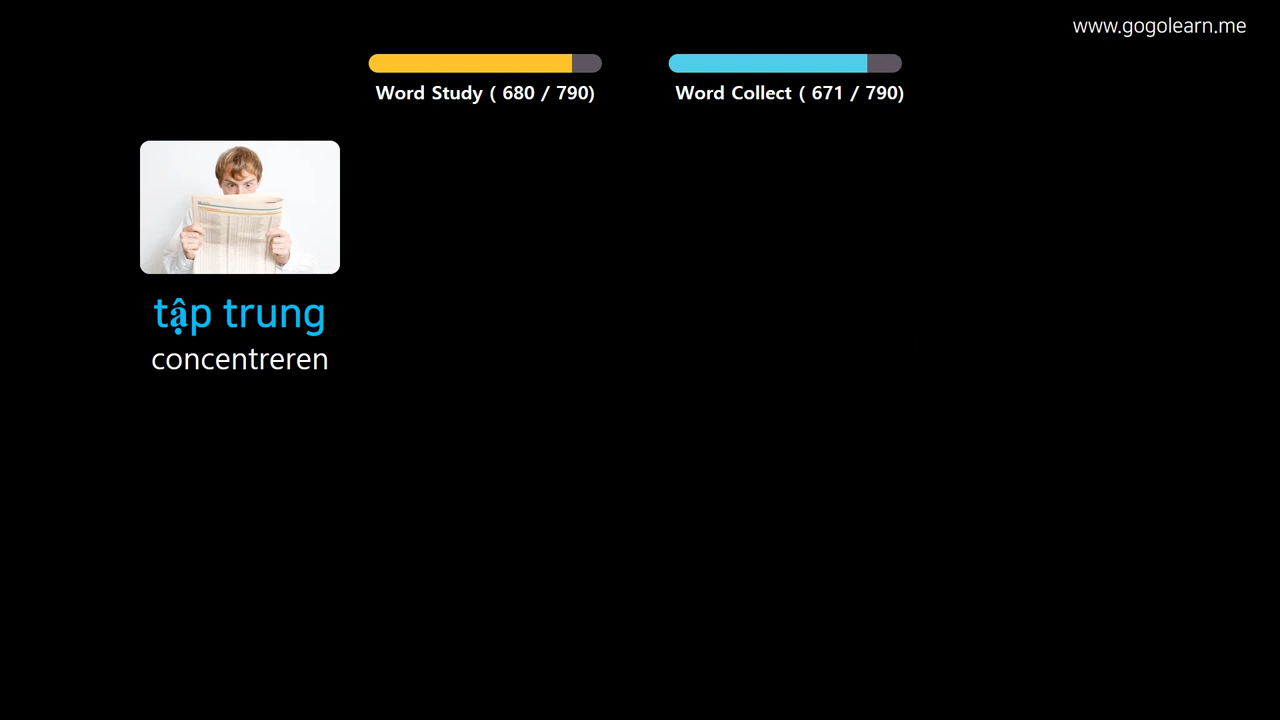 www.gogolearn.me
Word Study ( 680 / 790)
Word Collect ( 671 / 790)
tập trung
concentreren